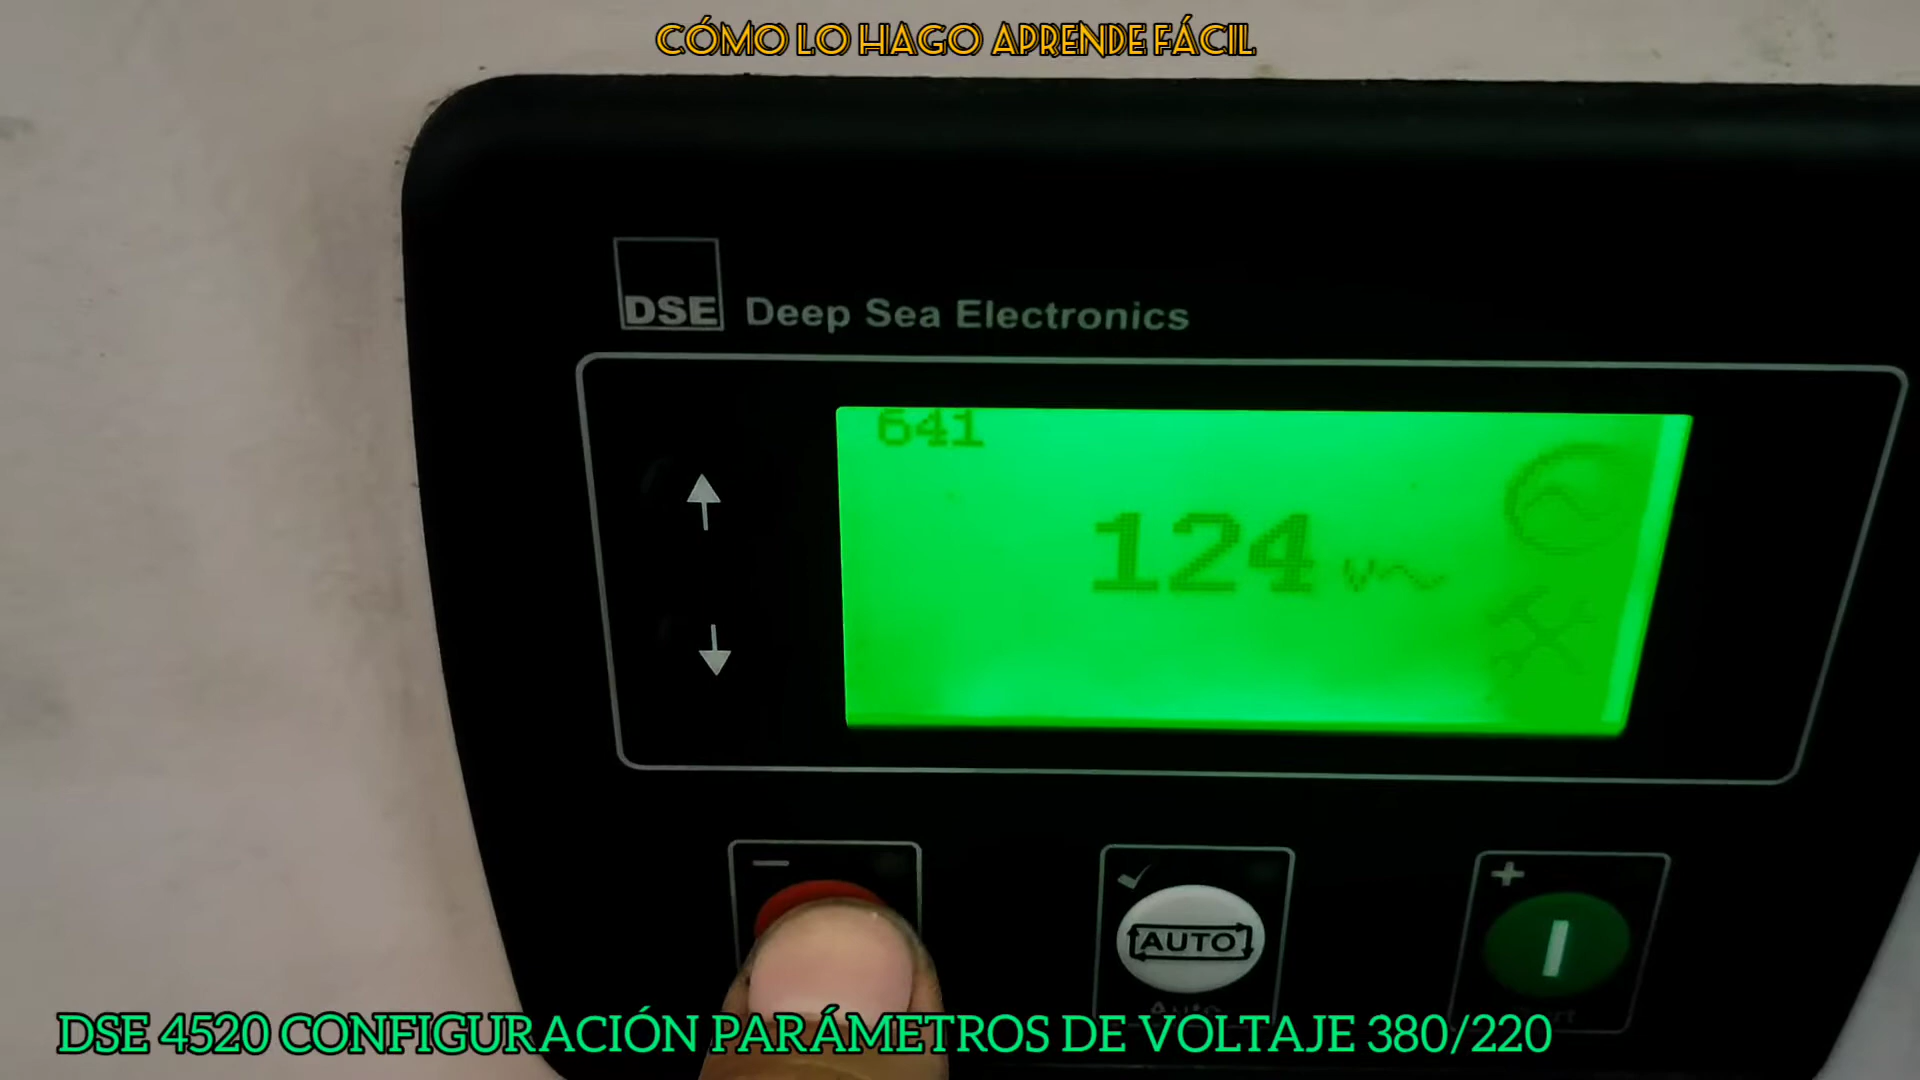 CÓMO LO HAGO APRENDE FÁCIL
DSE Deep Sea Electronics
641
124 V~
AUTO
Auto
DSE 4520 CONFIGURACIÓN PARÁMETROS DE VOLTAJE 380/220